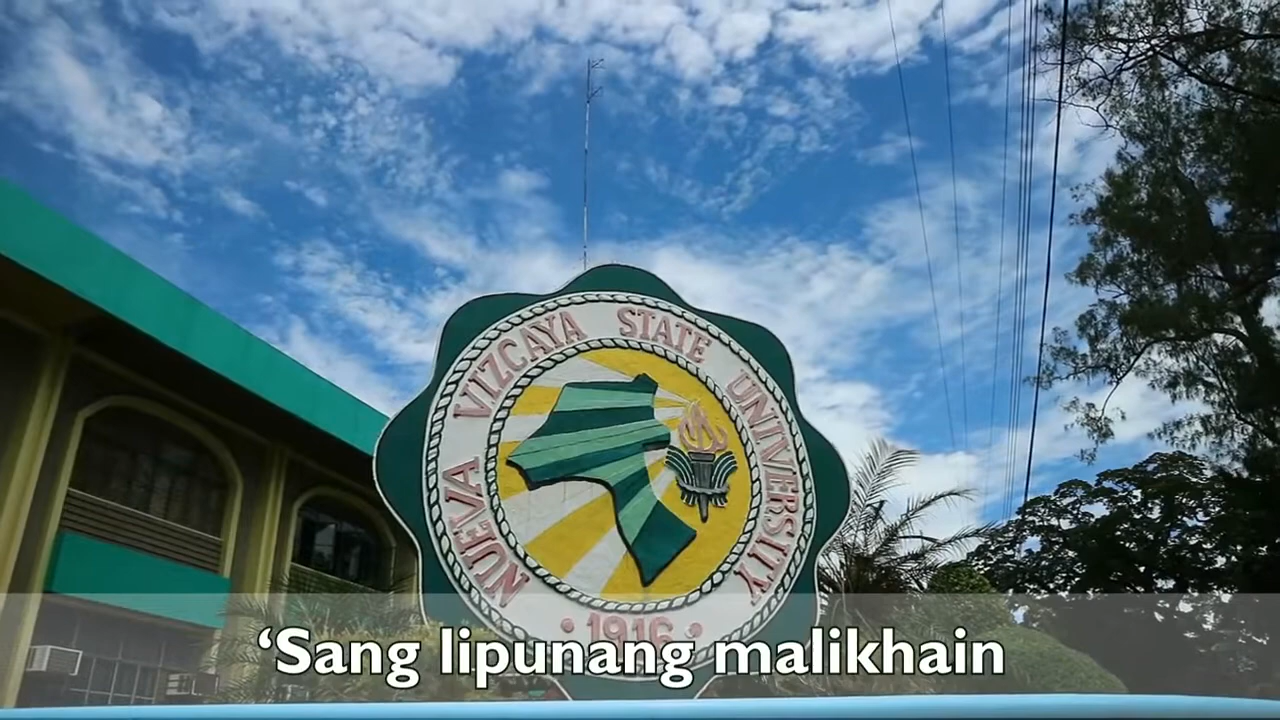 NUEVA VIZCAYA STATE UNIVERSITY
• 1916 •
‘Sang lipunang malikhain